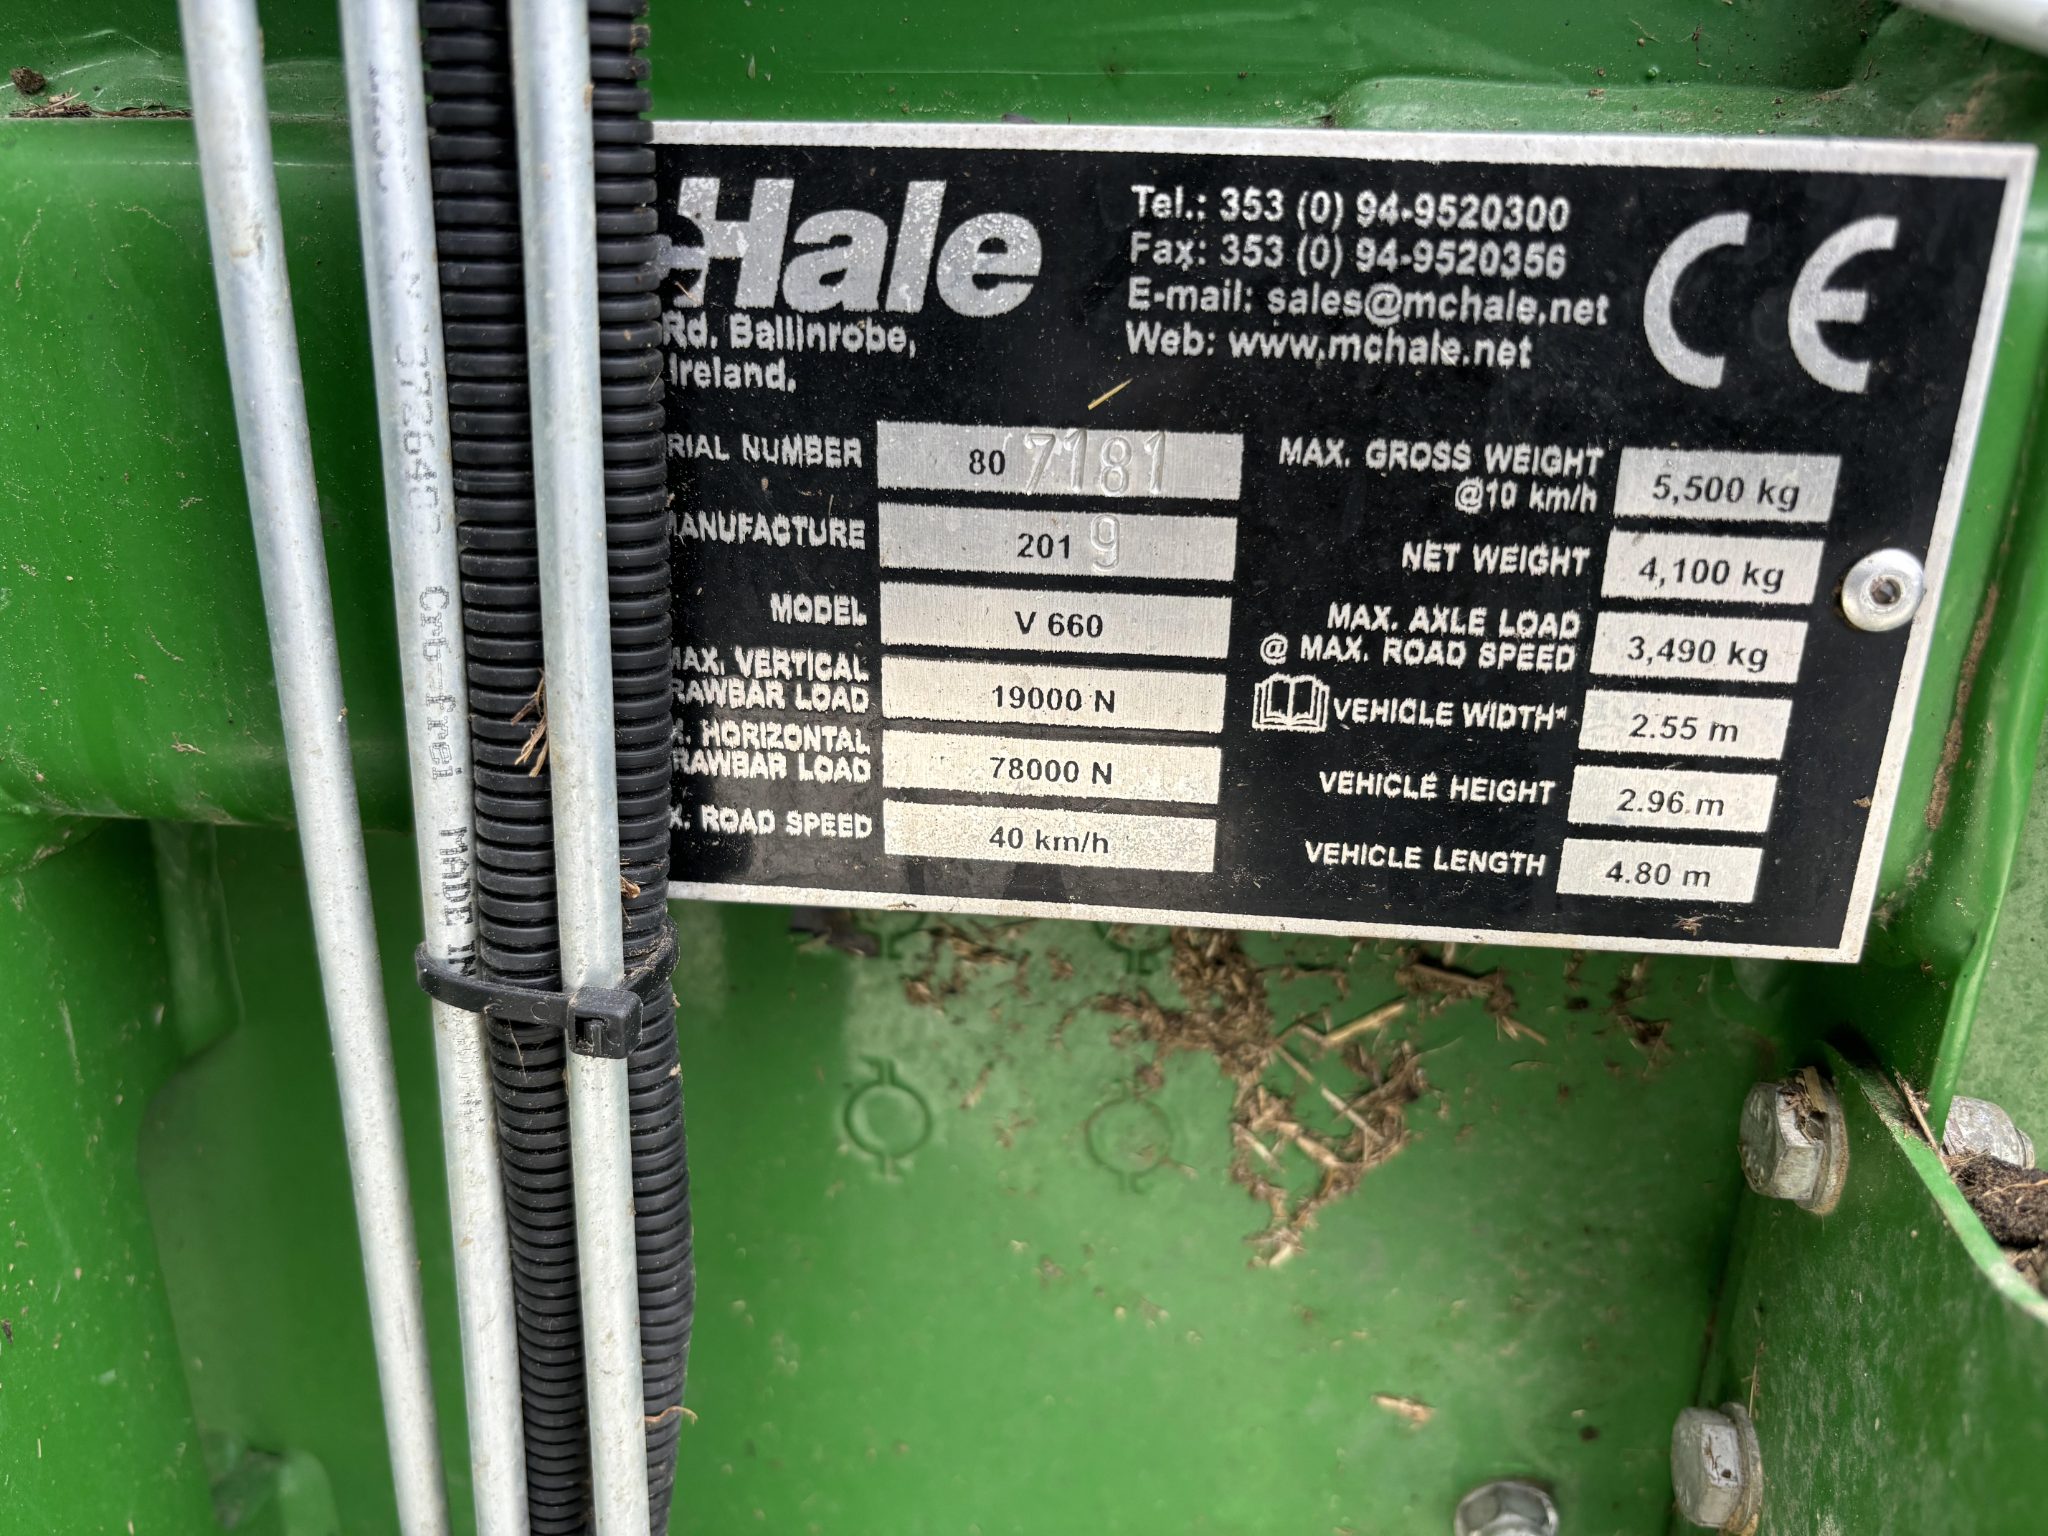 Hale
Rd. Ballinrobe,
Ireland.
Tel.: 353 (0) 94-9520300
Fax: 353 (0) 94-9520356
E-mail: sales@mchale.net
Web: www.mchale.net
CE
RIAL NUMBER 80 7181
MANUFACTURE 201 9
MODEL V 660
MAX. VERTICAL
RAWBAR LOAD 19000 N
X. HORIZONTAL
RAWBAR LOAD 78000 N
X. ROAD SPEED 40 km/h
MAX. GROSS WEIGHT
@10 km/h 5,500 kg
NET WEIGHT 4,100 kg
MAX. AXLE LOAD
@ MAX. ROAD SPEED 3,490 kg
VEHICLE WIDTH* 2.55 m
VEHICLE HEIGHT 2.96 m
VEHICLE LENGTH 4.80 m
Cr6-frei MADE IN